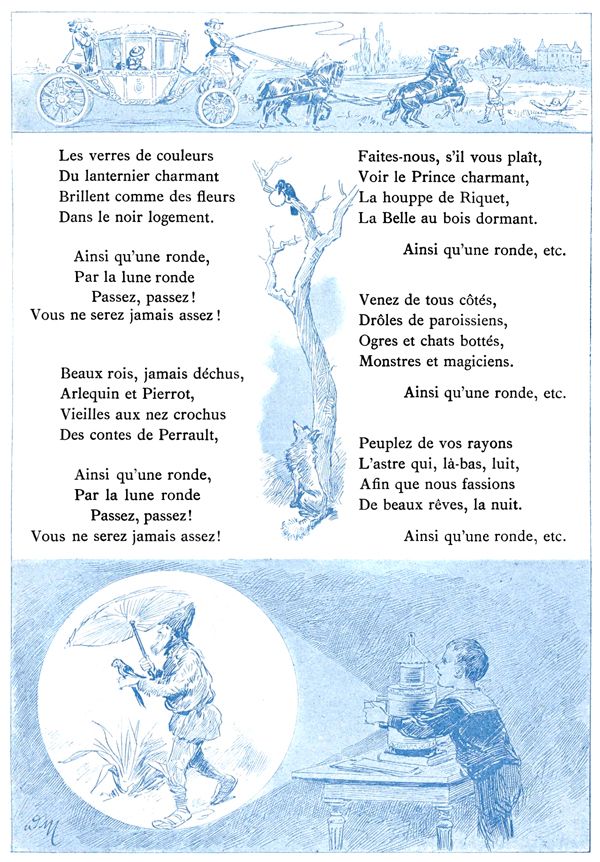 Les verres de couleurs
Du lanternier charmant
Brillent comme des fleurs
Dans le noir logement.
Ainsi qu'une ronde,
Par la lune ronde
Passez, passez !
Vous ne serez jamais assez !
Beaux rois, jamais déchus,
Arlequin et Pierrot,
Vieilles aux nez crochus
Des contes de Perrault,
Ainsi qu'une ronde,
Par la lune ronde
Passez, passez!
Vous ne serez jamais assez!
Faites-nous, s'il vous plaît,
Voir le Prince charmant,
La houppe de Riquet,
La Belle au bois dormant.
Ainsi qu'une ronde, etc.
Venez de tous côtés,
Drôles de paroissiens,
Ogres et chats bottés,
Monstres et magiciens.
Ainsi qu'une ronde, etc.
Peuplez de vos rayons
L'astre qui, là-bas, luit,
Afin que nous fassions
De beaux rêves, la nuit.
Ainsi qu'une ronde, etc.